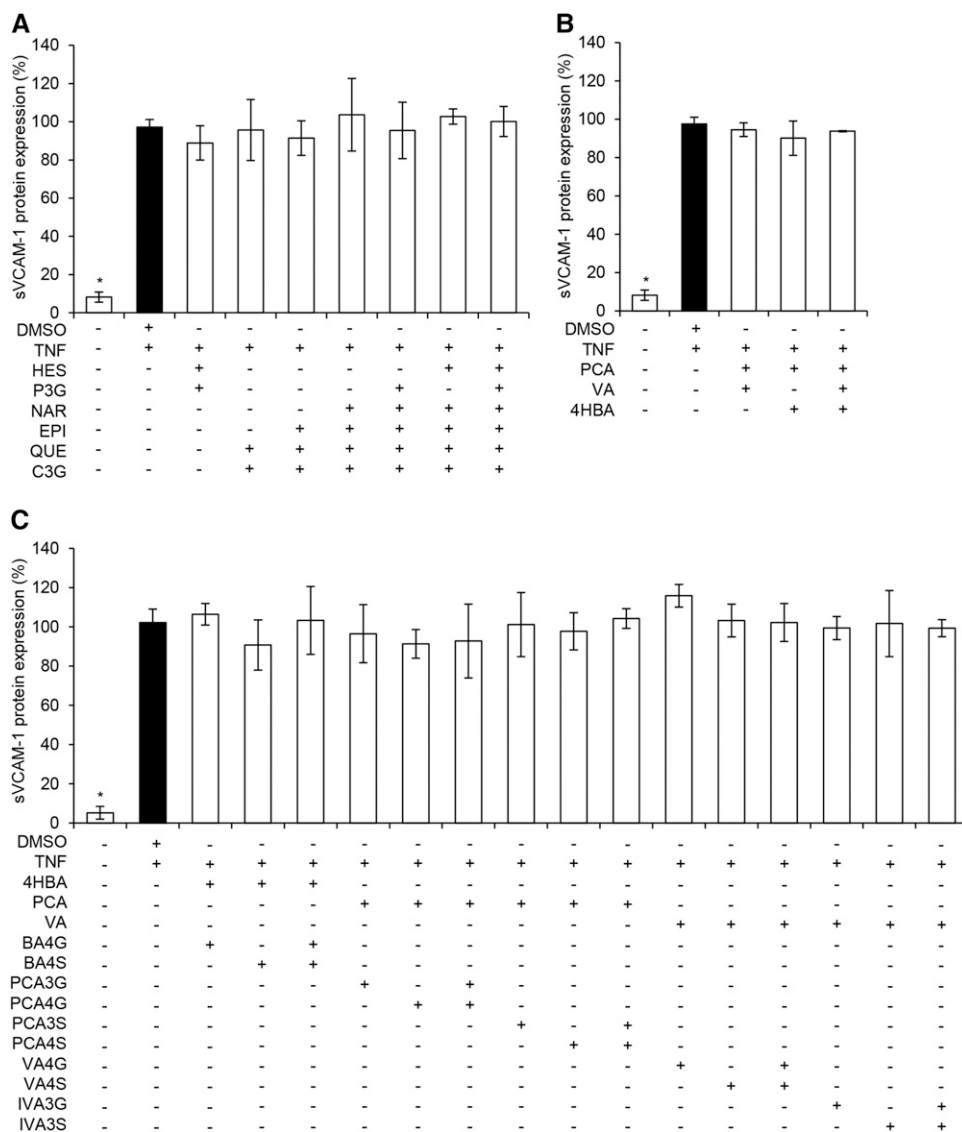 A
sVCAM-1 protein expression (%)
140
120
100
80
60
40
20
0
*
DMSO - + - - - - - - -
TNF - + + + + + + + +
HES - - + - - - - + +
P3G - - + - - - + - +
NAR - - - - - + + + +
EPI - - - - + + + + +
QUE - - - + + + + + +
C3G - - - + + + + + +
B
sVCAM-1 protein expression (%)
140
120
100
80
60
40
20
0
*
DMSO - + - - -
TNF - + + + +
PCA - - + + +
VA - - + - +
4HBA - - - + +
C
sVCAM-1 protein expression (%)
140
120
100
80
60
40
20
0
*
DMSO - + - - - - - - - - - - - - - - -
TNF - + + + + + + + + + + + + + + + +
4HBA - - + + + - - - - - - - - - - - -
PCA - - - - - + + + + + + - - - - - -
VA - - - - - - - - - - - + + + + + +
BA4G - - + - + - - - - - - - - - - - -
BA4S - - - + + - - - - - - - - - - - -
PCA3G - - - - - + - + - - - - - - - - -
PCA4G - - - - - - + + - - - - - - - - -
PCA3S - - - - - - - - + - + - - - - - -
PCA4S - - - - - - - - - + + - - - - - -
VA4G - - - - - - - - - - - + - + - - -
VA4S - - - - - - - - - - - - + + - - -
IVA3G - - - - - - - - - - - - - - + - +
IVA3S - - - - - - - - - - - - - - - + +